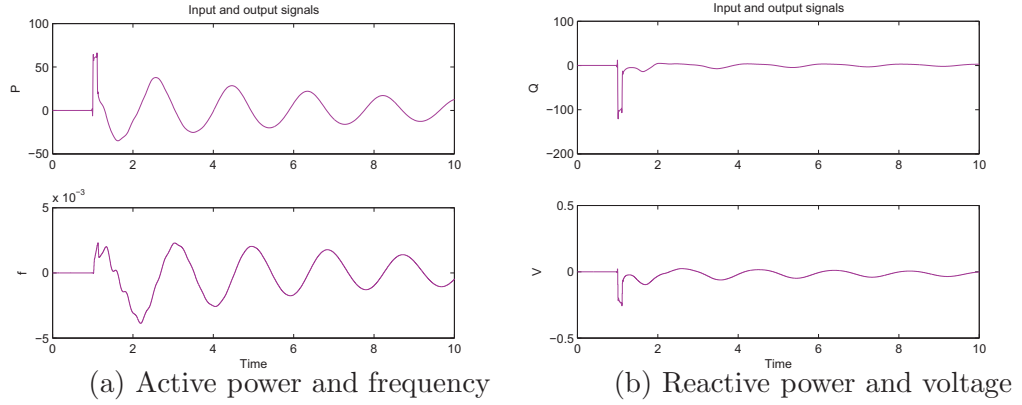 Input and output signals
100
50
0
−50
P
0 2 4 6 8 10
x 10⁻³
5
0
−5
f
0 2 4 6 8 10
Time
(a) Active power and frequency
Input and output signals
100
0
−100
−200
Q
0 2 4 6 8 10
0.5
0
−0.5
V
0 2 4 6 8 10
Time
(b) Reactive power and voltage